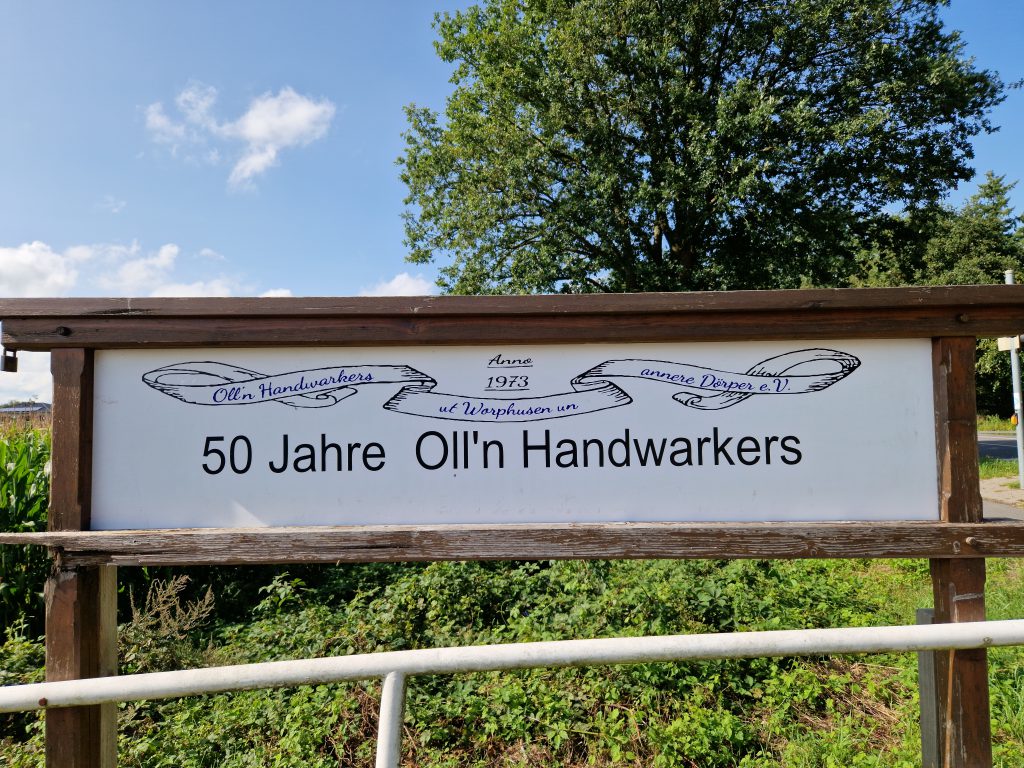 Anno
1973
Oll'n Handwarkers ut Worphusen un annere Dörper e.V.
50 Jahre Oll'n Handwarkers